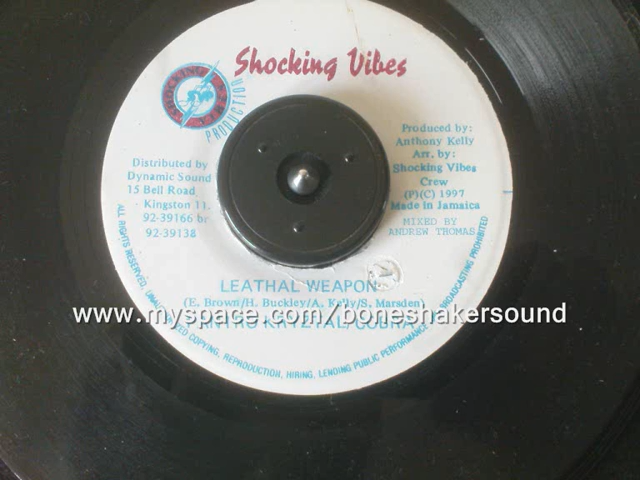 Shocking Vibes
PRODUCTION
Produced by:
Anthony Kelly
Arr. by:
Shocking Vibes
Crew
(P)(C) 1997
Made in Jamaica
MIXED BY
ANDREW THOMAS
Distributed by
Dynamic Sound
15 Bell Road
Kingston 11.
92-39166 or
92-39138
LEATHAL WEAPON
(E. Brown/H. Buckley/A. Kelly/S. Marsden)
COBRA
www.myspace.com/boneshakersound
ALL RIGHTS RESERVED, COPYING, REPRODUCTION, HIRING, LENDING PUBLIC PERFORMANCE BROADCASTING PROHIBITED